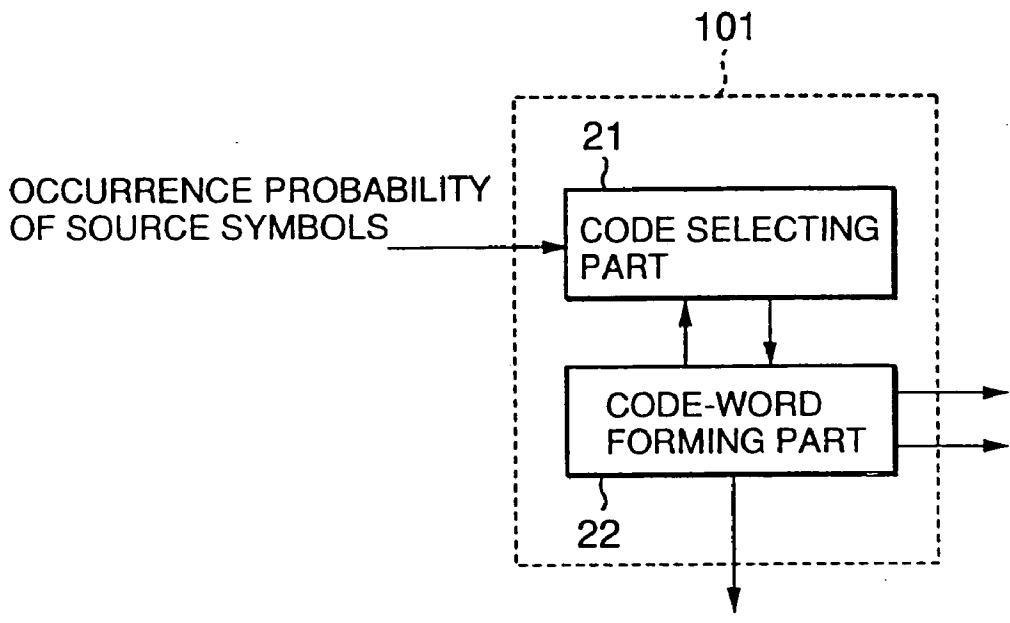 101
21
OCCURRENCE PROBABILITY
OF SOURCE SYMBOLS
CODE SELECTING
PART
CODE-WORD
FORMING PART
22